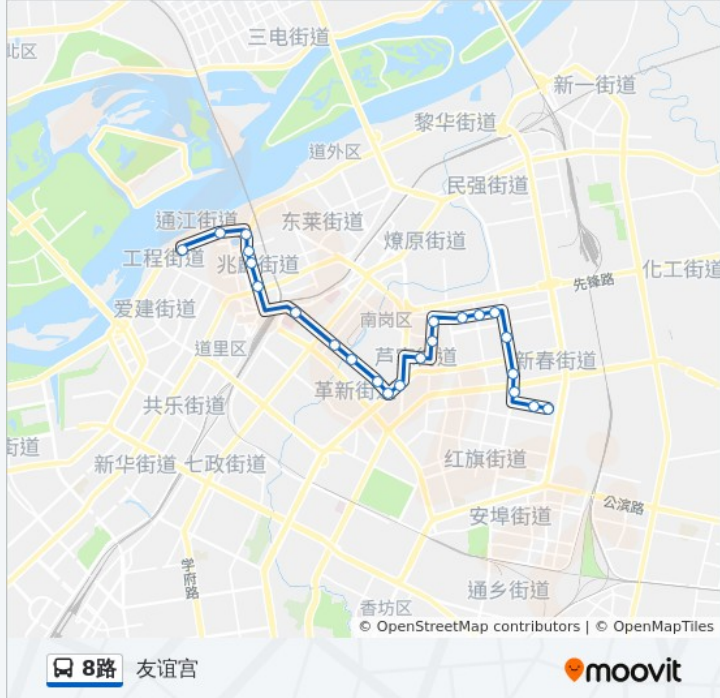 三电街道
北区
新一街道
黎华街道
道外区
民强街道
通江街道
东莱街道
燎原街道
工程街道
兆麟街道
化工街道
先锋路
爱建街道
南岗区
道里区
芦家街道
新春街道
革新街道
共乐街道
街道
新华街道
七政街道
红旗街道
公滨路
安埠街道
学府路
通乡街道
香坊区
© OpenStreetMap contributors | © OpenMapTiles
8路 友谊宫
moovit